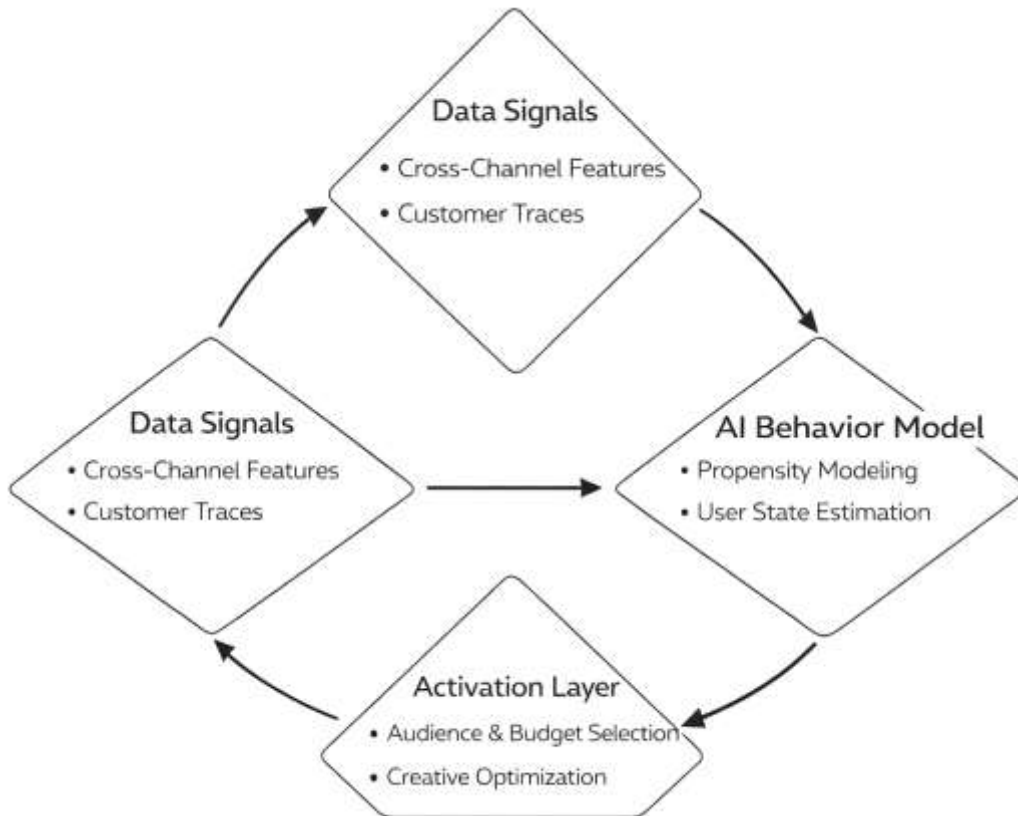 Data Signals
• Cross-Channel Features
• Customer Traces
Data Signals
• Cross-Channel Features
• Customer Traces
AI Behavior Model
• Propensity Modeling
• User State Estimation
Activation Layer
• Audience & Budget Selection
• Creative Optimization